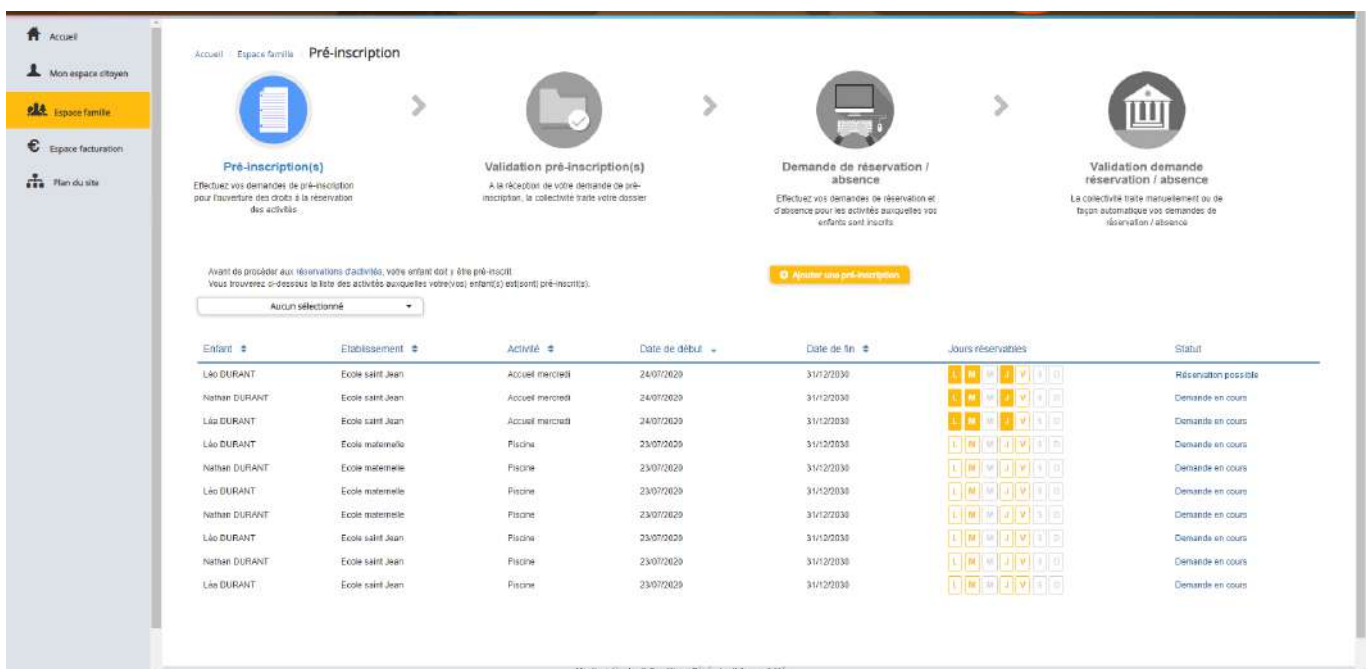 Accueil
Mon espace citoyen
Espace famille
Espace facturation
Plan du site
Accueil Espace famille Pré-inscription
Pré-inscription(s)
Effectuez vos demandes de pré-inscription
pour l'ouverture des droits à la réservation
des activités
Validation pré-inscription(s)
A la réception de votre demande de pré-
inscription, la collectivité traite votre dossier
Demande de réservation /
absence
Effectuez vos demandes de réservation et
d'absence pour les activités auxquelles vos
enfants sont inscrits
Validation demande
réservation / absence
La collectivité traite manuellement ou de
façon automatique vos demandes de
réservation / absence
Avant de procéder aux réservations d'activités, votre enfant doit y être pré-inscrit.
Vous trouverez ci-dessous la liste des activités auxquelles votre(vos) enfant(s) est(sont) pré-inscrit(s).
Ajouter une pré-inscription
Aucun sélectionné
Enfant Etablissement Activité Date de début Date de fin Jours réservables Statut
Léo DURANT Ecole saint Jean Accueil mercredi 24/07/2020 31/12/2030 L M M J V S D Réservation possible
Nathan DURANT Ecole saint Jean Accueil mercredi 24/07/2020 31/12/2030 L M M J V S D Demande en cours
Léa DURANT Ecole saint Jean Accueil mercredi 24/07/2020 31/12/2030 L M M J V S D Demande en cours
Léo DURANT Ecole maternelle Piscine 23/07/2020 31/12/2030 L M M J V S D Demande en cours
Nathan DURANT Ecole maternelle Piscine 23/07/2020 31/12/2030 L M M J V S D Demande en cours
Léo DURANT Ecole maternelle Piscine 23/07/2020 31/12/2030 L M M J V S D Demande en cours
Nathan DURANT Ecole maternelle Piscine 23/07/2020 31/12/2030 L M M J V S D Demande en cours
Léo DURANT Ecole saint Jean Piscine 23/07/2020 31/12/2030 L M M J V S D Demande en cours
Nathan DURANT Ecole saint Jean Piscine 23/07/2020 31/12/2030 L M M J V S D Demande en cours
Léa DURANT Ecole saint Jean Piscine 23/07/2020 31/12/2030 L M M J V S D Demande en cours